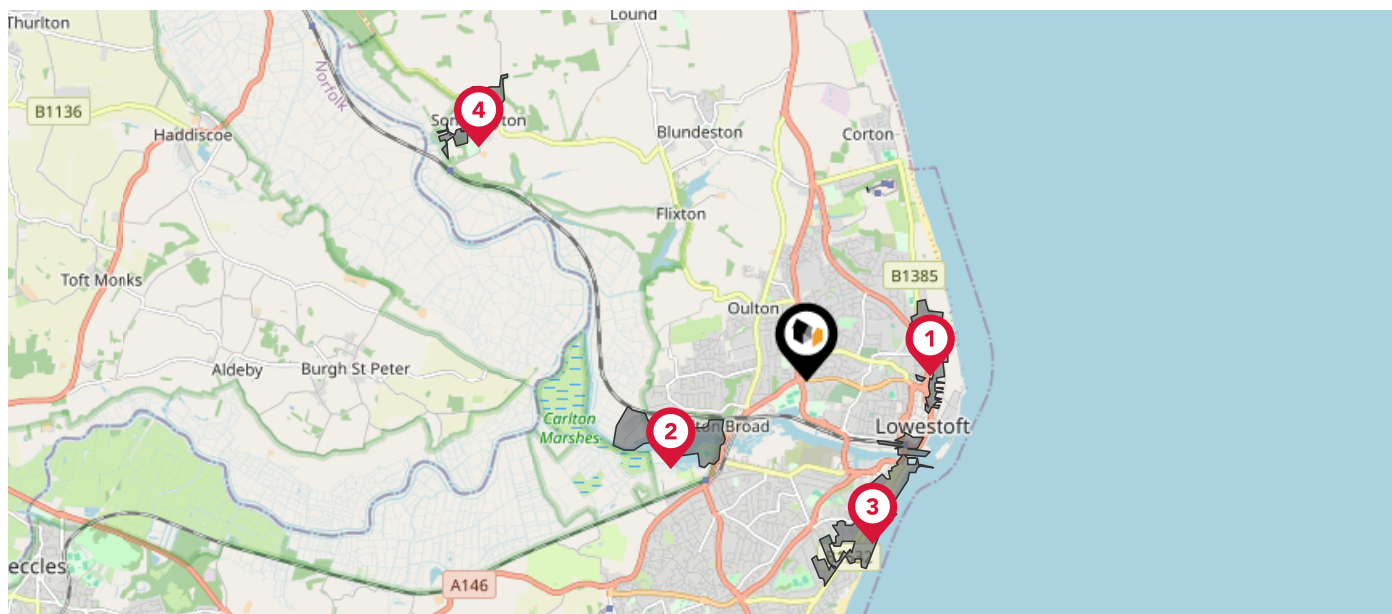 Lound
Thurlton
Norfolk
B1136
4
Haddiscoe
Blundeston
Corton
Flixton
B1385
Toft Monks
Oulton
1
Aldeby
Burgh St Peter
Carlton
Marshes
2
Broad
Lowestoft
3
eccles
A146